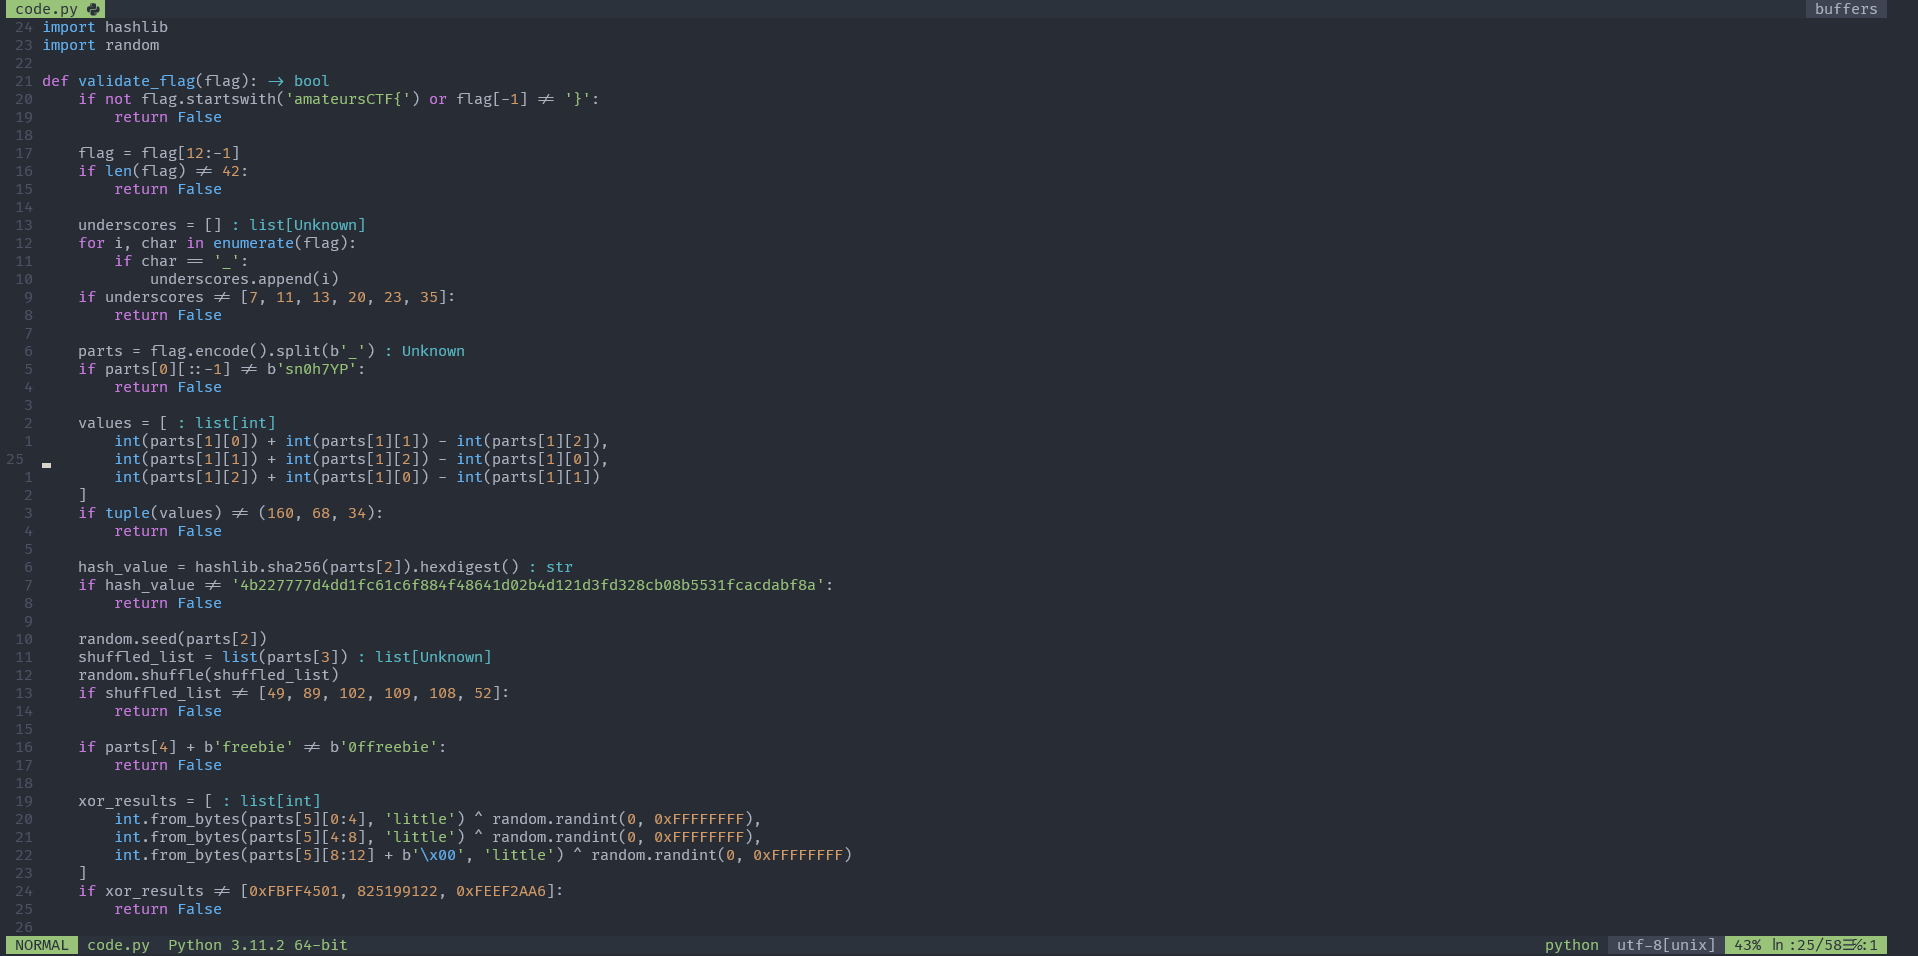 code.py buffers
24 import hashlib
23 import random
22
21 def validate_flag(flag): -> bool
20     if not flag.startswith('amateursCTF{') or flag[-1] != '}':
19         return False
18
17     flag = flag[12:-1]
16     if len(flag) != 42:
15         return False
14
13     underscores = [] : list[Unknown]
12     for i, char in enumerate(flag):
11         if char == '_':
10             underscores.append(i)
9     if underscores != [7, 11, 13, 20, 23, 35]:
8         return False
7
6     parts = flag.encode().split(b'_') : Unknown
5     if parts[0][::-1] != b'sn0h7YP':
4         return False
3
2     values = [ : list[int]
1         int(parts[1][0]) + int(parts[1][1]) - int(parts[1][2]),
25         int(parts[1][1]) + int(parts[1][2]) - int(parts[1][0]),
1         int(parts[1][2]) + int(parts[1][0]) - int(parts[1][1])
2     ]
3     if tuple(values) != (160, 68, 34):
4         return False
5
6     hash_value = hashlib.sha256(parts[2]).hexdigest() : str
7     if hash_value != '4b227777d4dd1fc61c6f884f48641d02b4d121d3fd328cb08b5531fcacdabf8a':
8         return False
9
10     random.seed(parts[2])
11     shuffled_list = list(parts[3]) : list[Unknown]
12     random.shuffle(shuffled_list)
13     if shuffled_list != [49, 89, 102, 109, 108, 52]:
14         return False
15
16     if parts[4] + b'freebie' != b'0ffreebie':
17         return False
18
19     xor_results = [ : list[int]
20         int.from_bytes(parts[5][0:4], 'little') ^ random.randint(0, 0xFFFFFFFF),
21         int.from_bytes(parts[5][4:8], 'little') ^ random.randint(0, 0xFFFFFFFF),
22         int.from_bytes(parts[5][8:12] + b'\x00', 'little') ^ random.randint(0, 0xFFFFFFFF)
23     ]
24     if xor_results != [0xFBFF4501, 825199122, 0xFEEF2AA6]:
25         return False
26
NORMAL code.py Python 3.11.2 64-bit python utf-8[unix] 43% ln :25/58☰℅:1